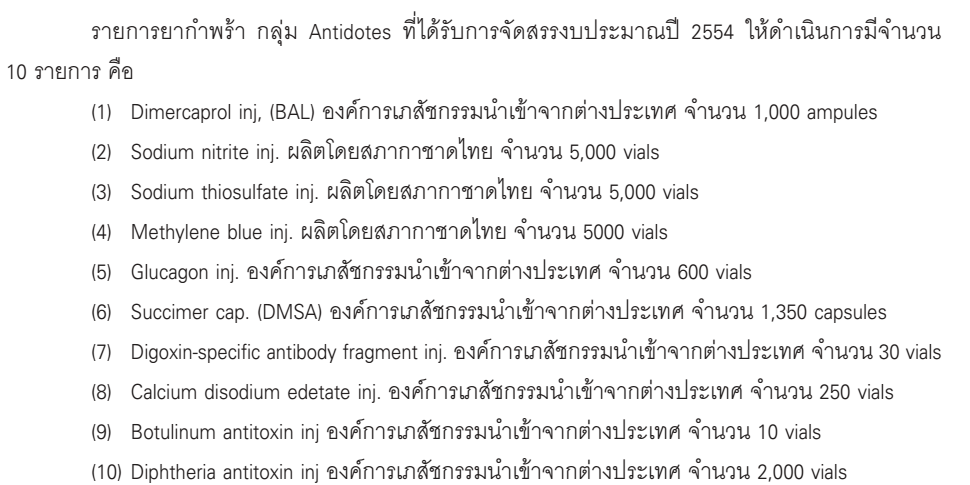 รายการยากำพร้า กลุ่ม Antidotes ที่ได้รับการจัดสรรงบประมาณปี 2554 ให้ดำเนินการมีจำนวน
10 รายการ คือ
(1) Dimercaprol inj, (BAL) องค์การเภสัชกรรมนำเข้าจากต่างประเทศ จำนวน 1,000 ampules
(2) Sodium nitrite inj. ผลิตโดยสภากาชาดไทย จำนวน 5,000 vials
(3) Sodium thiosulfate inj. ผลิตโดยสภากาชาดไทย จำนวน 5,000 vials
(4) Methylene blue inj. ผลิตโดยสภากาชาดไทย จำนวน 5000 vials
(5) Glucagon inj. องค์การเภสัชกรรมนำเข้าจากต่างประเทศ จำนวน 600 vials
(6) Succimer cap. (DMSA) องค์การเภสัชกรรมนำเข้าจากต่างประเทศ จำนวน 1,350 capsules
(7) Digoxin-specific antibody fragment inj. องค์การเภสัชกรรมนำเข้าจากต่างประเทศ จำนวน 30 vials
(8) Calcium disodium edetate inj. องค์การเภสัชกรรมนำเข้าจากต่างประเทศ จำนวน 250 vials
(9) Botulinum antitoxin inj องค์การเภสัชกรรมนำเข้าจากต่างประเทศ จำนวน 10 vials
(10) Diphtheria antitoxin inj องค์การเภสัชกรรมนำเข้าจากต่างประเทศ จำนวน 2,000 vials